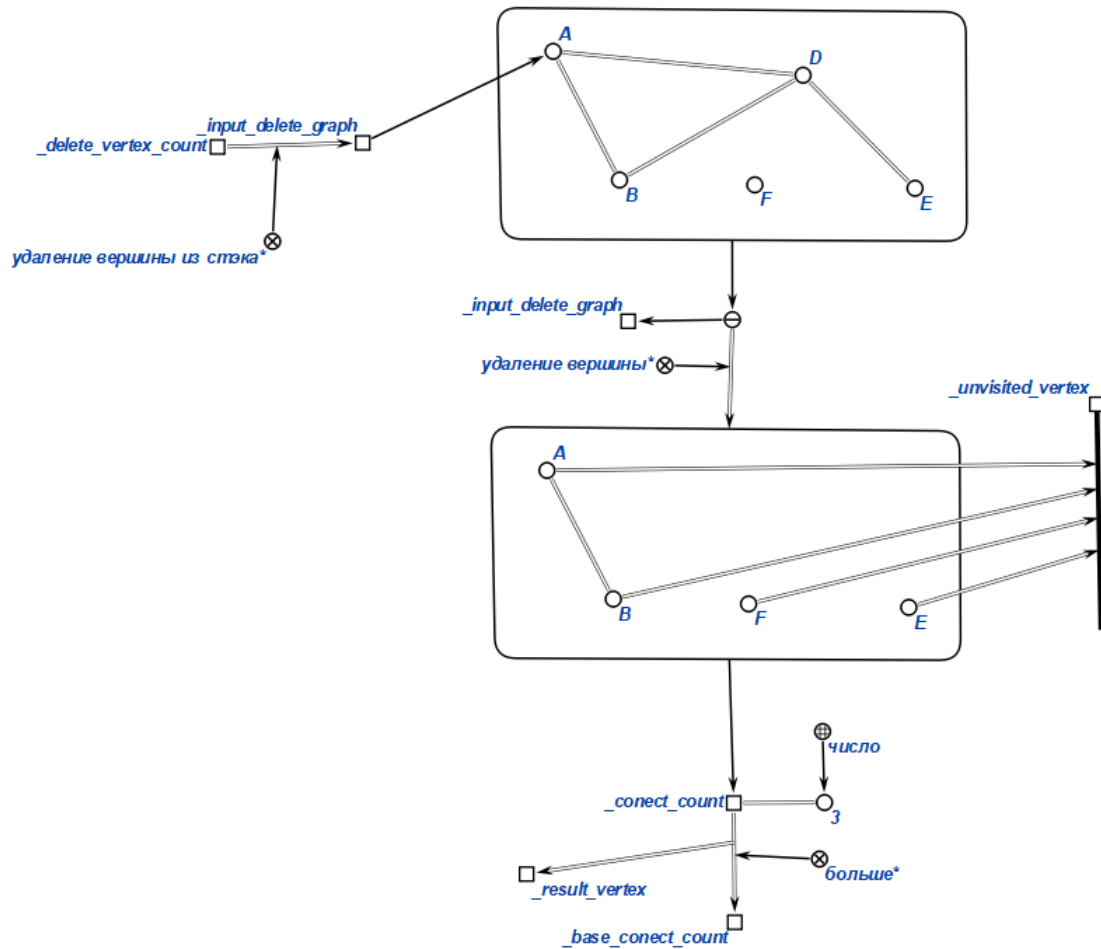 A
D
_input_delete_graph
_delete_vertex_count
B
F
E
удаление вершины из стэка*
_input_delete_graph
удаление вершины*
_unvisited_vertex
A
B
F
E
число
_conect_count
3
больше*
_result_vertex
_base_conect_count